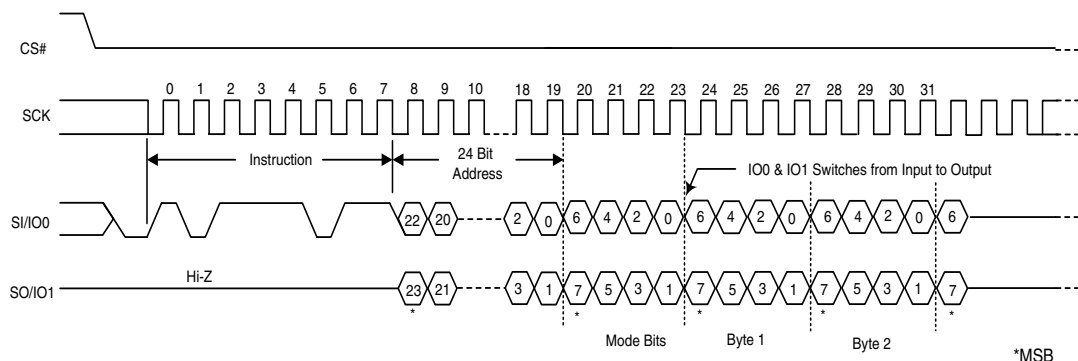 CS#
0 1 2 3 4 5 6 7 8 9 10 18 19 20 21 22 23 24 25 26 27 28 29 30 31
SCK
Instruction
24 Bit
Address
IO0 & IO1 Switches from Input to Output
SI/IO0
22 20 2 0 6 4 2 0 6 4 2 0 6 4 2 0 6
Hi-Z
SO/IO1
23 21 3 1 7 5 3 1 7 5 3 1 7 5 3 1 7
* * * * *
Mode Bits
Byte 1
Byte 2
*MSB